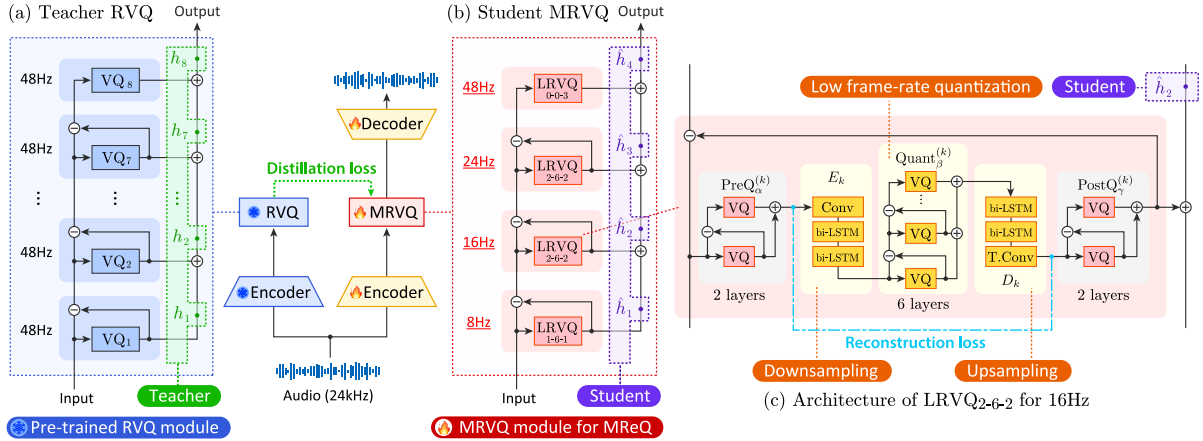 (a) Teacher RVQ
Output
48Hz
VQ8
h8
48Hz
VQ7
h7
...
...
...
48Hz
VQ2
h2
48Hz
VQ1
h1
Input
Teacher
Pre-trained RVQ module
Decoder
Distillation loss
RVQ
MRVQ
Encoder
Encoder
Audio (24kHz)
(b) Student MRVQ
Output
48Hz
LRVQ
0-0-3
ĥ4
24Hz
LRVQ
2-6-2
ĥ3
16Hz
LRVQ
2-6-2
ĥ2
8Hz
LRVQ
1-6-1
ĥ1
Input
Student
MRVQ module for MReQ
Low frame-rate quantization
Student
ĥ2
PreQα(k)
VQ
VQ
2 layers
Ek
Conv
bi-LSTM
bi-LSTM
Quantβ(k)
VQ
...
VQ
VQ
6 layers
bi-LSTM
bi-LSTM
T.Conv
Dk
PostQγ(k)
VQ
VQ
2 layers
Reconstruction loss
Downsampling
Upsampling
(c) Architecture of LRVQ2-6-2 for 16Hz